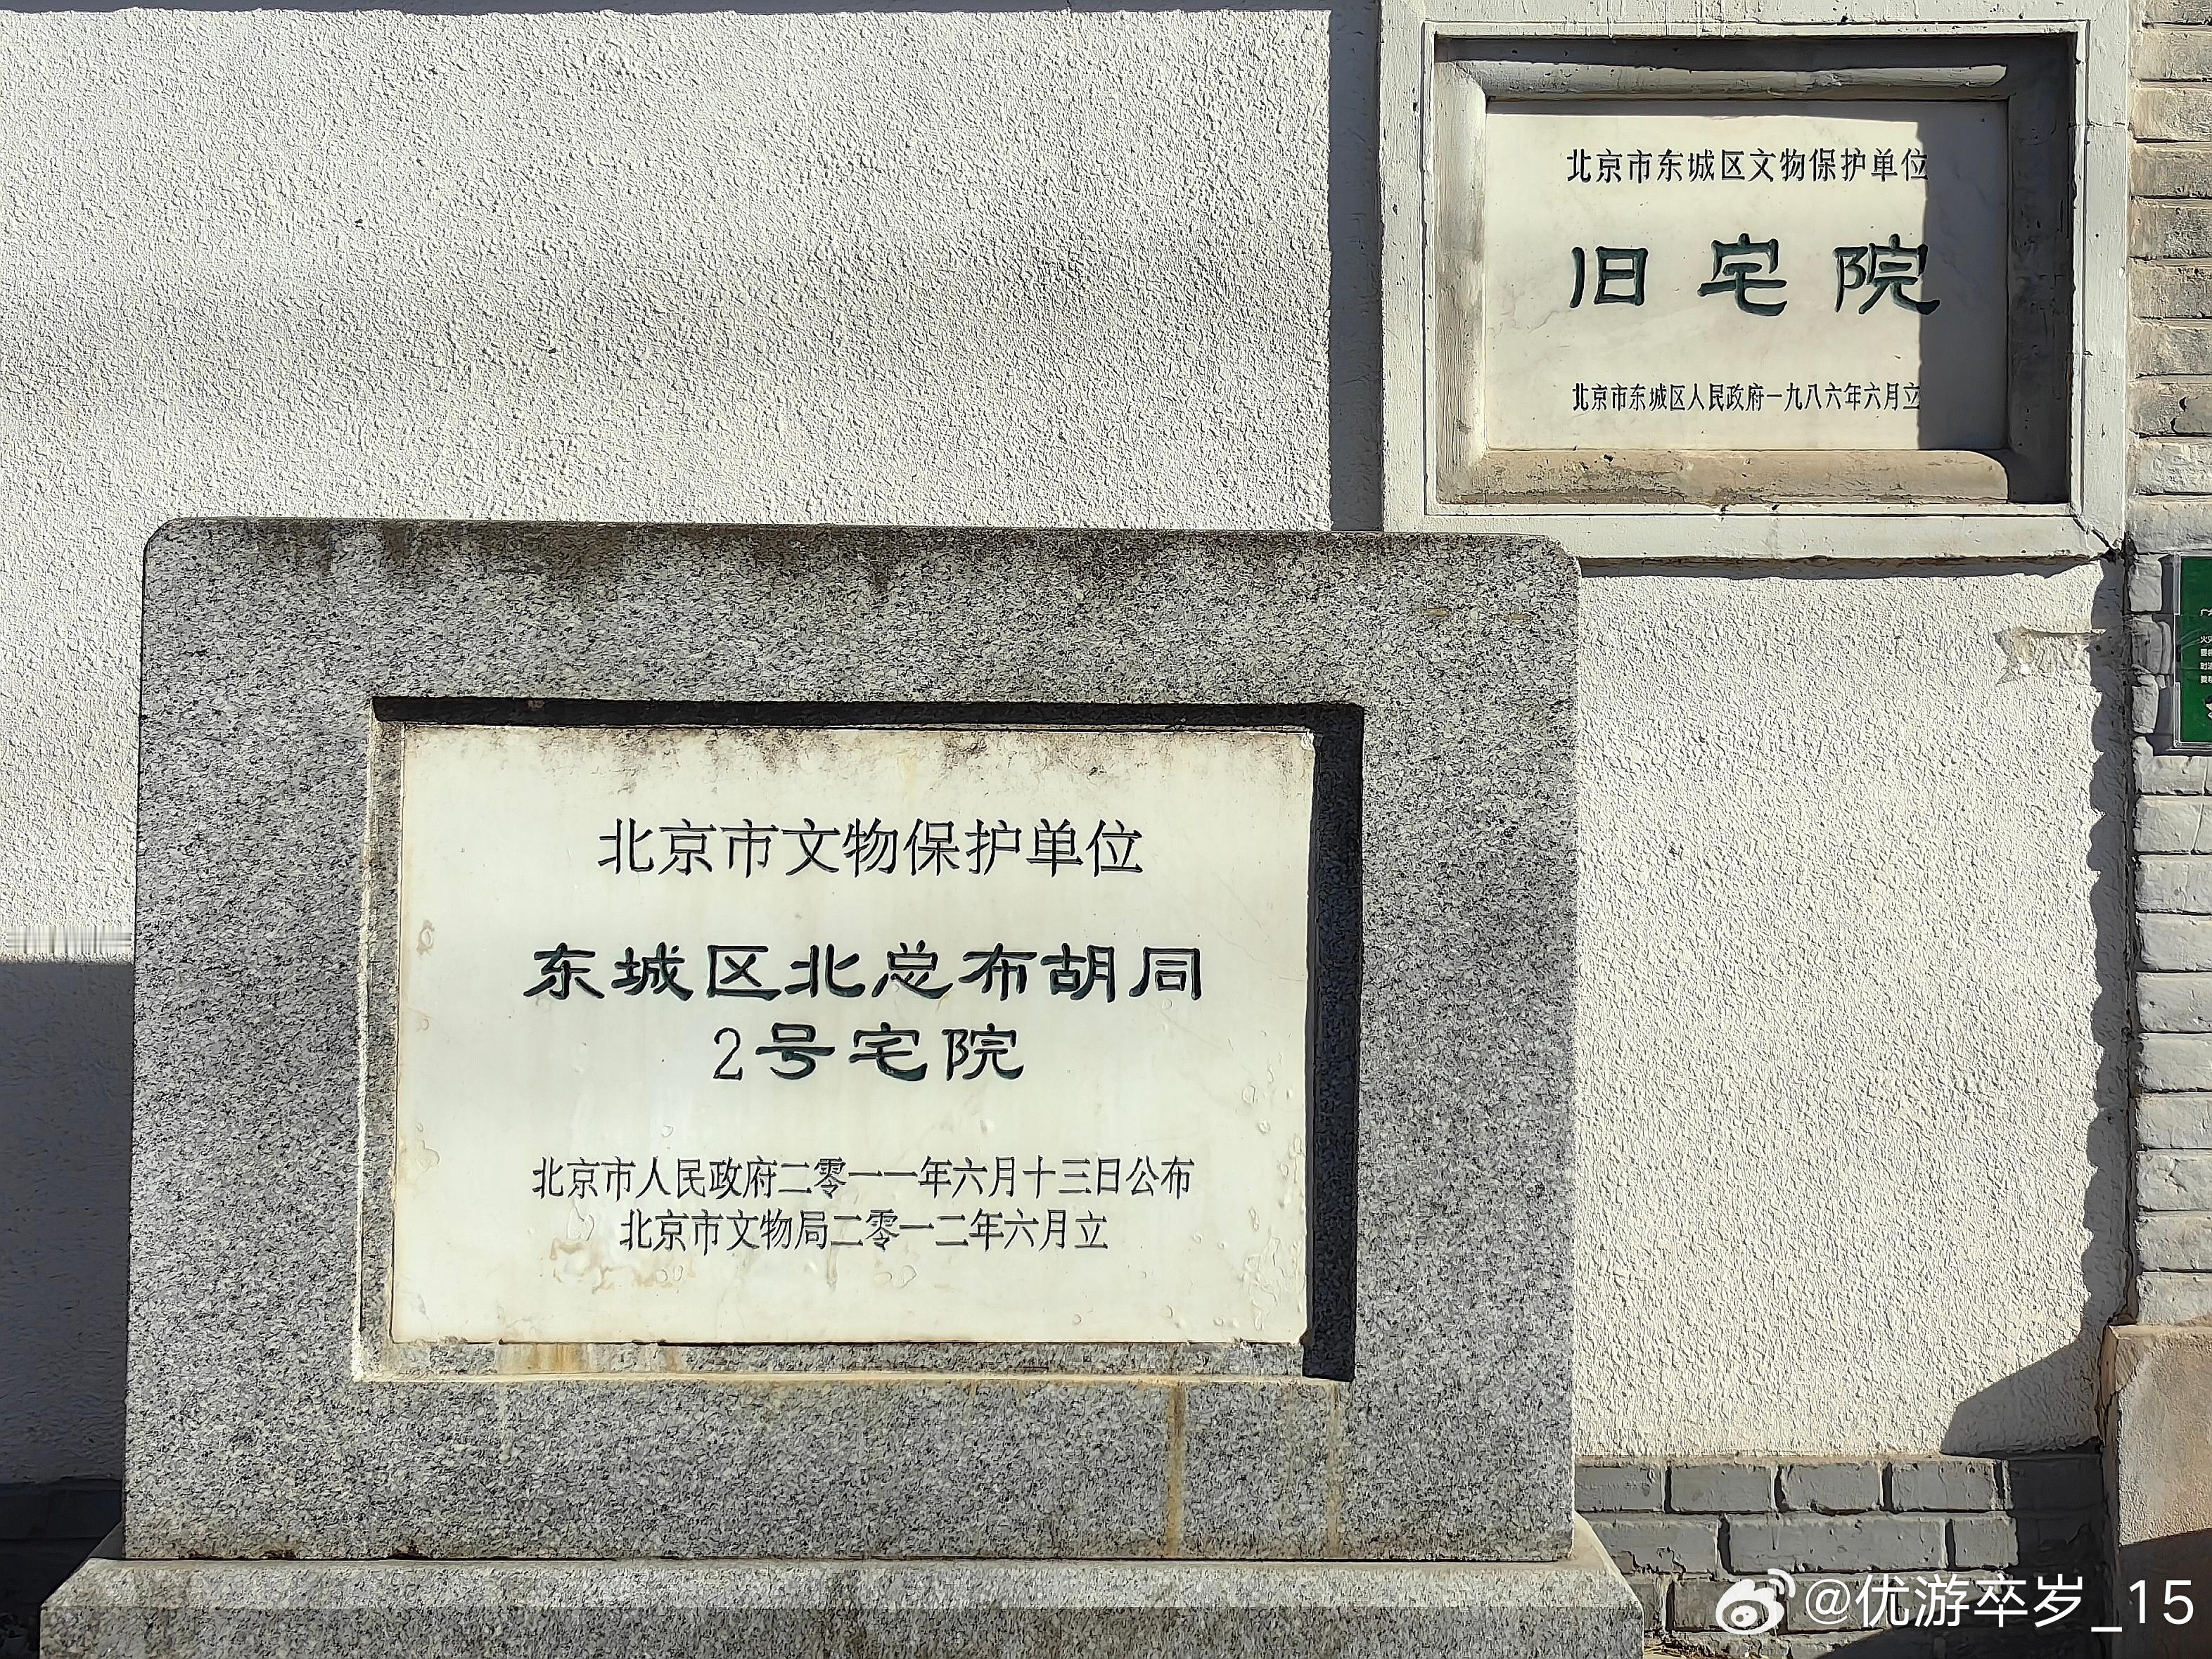 北京市东城区文物保护单位
旧宅院
北京市东城区人民政府一九八六年六月立
北京市文物保护单位
东城区北总布胡同
2号宅院
北京市人民政府二零一一年六月十三日公布
北京市文物局二零一二年六月立
@优游卒岁_15